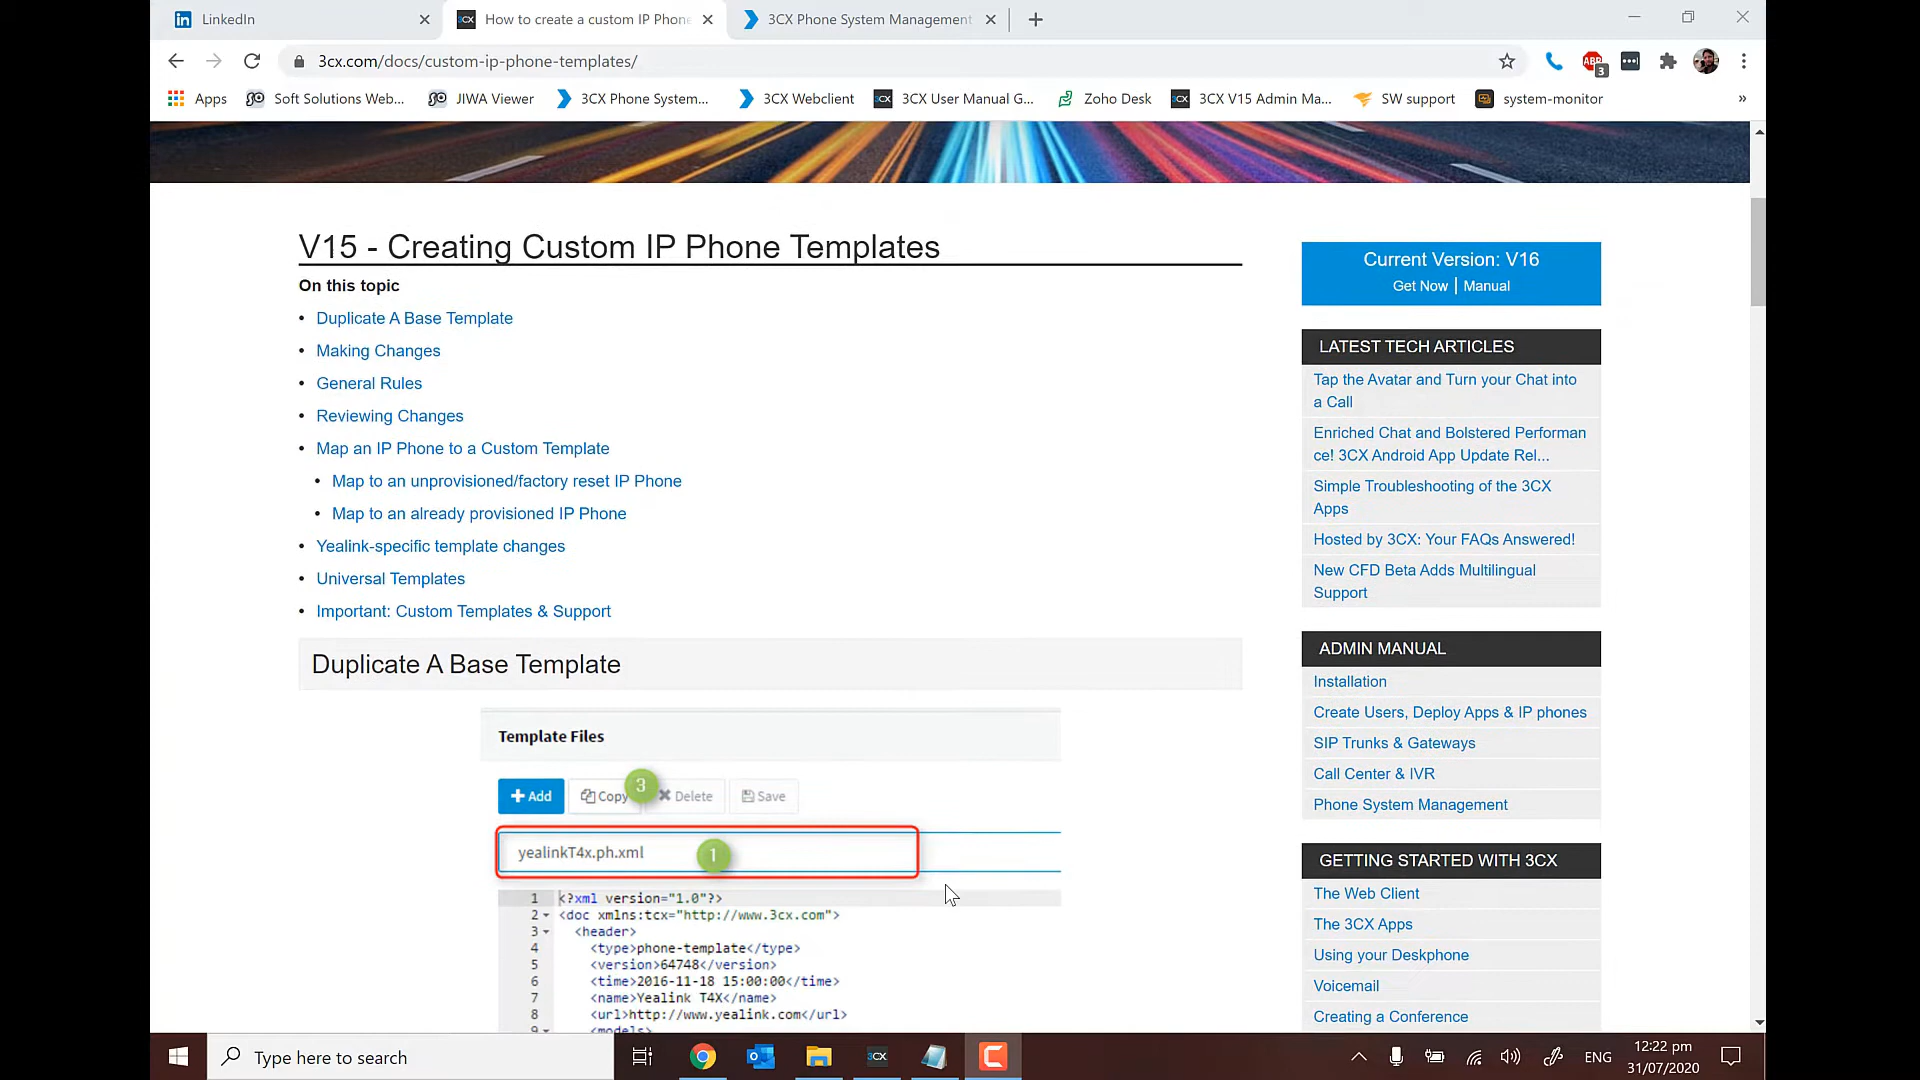 LinkedIn
How to create a custom IP Phone
3CX Phone System Management
3cx.com/docs/custom-ip-phone-templates/
ABP 3
Apps
Soft Solutions Web...
JIWA Viewer
3CX Phone System...
3CX Webclient
3CX User Manual G...
Zoho Desk
3CX V15 Admin Ma...
SW support
system-monitor
»
V15 - Creating Custom IP Phone Templates
On this topic
• Duplicate A Base Template
• Making Changes
• General Rules
• Reviewing Changes
• Map an IP Phone to a Custom Template
• Map to an unprovisioned/factory reset IP Phone
• Map to an already provisioned IP Phone
• Yealink-specific template changes
• Universal Templates
• Important: Custom Templates & Support
Duplicate A Base Template
Template Files
Add
Copy
3
Delete
Save
yealinkT4x.ph.xml
1
1 <?xml version="1.0"?>
2 <doc xmlns:tcx="http://www.3cx.com">
3 <header>
4 <type>phone-template</type>
5 <version>64748</version>
6 <time>2016-11-18 15:00:00</time>
7 <name>Yealink T4X</name>
8 <url>http://www.yealink.com</url>
9 <models>
Current Version: V16
Get Now | Manual
LATEST TECH ARTICLES
Tap the Avatar and Turn your Chat into
a Call
Enriched Chat and Bolstered Performan
ce! 3CX Android App Update Rel...
Simple Troubleshooting of the 3CX
Apps
Hosted by 3CX: Your FAQs Answered!
New CFD Beta Adds Multilingual
Support
ADMIN MANUAL
Installation
Create Users, Deploy Apps & IP phones
SIP Trunks & Gateways
Call Center & IVR
Phone System Management
GETTING STARTED WITH 3CX
The Web Client
The 3CX Apps
Using your Deskphone
Voicemail
Creating a Conference
Type here to search
3CX
ENG
12:22 pm
31/07/2020